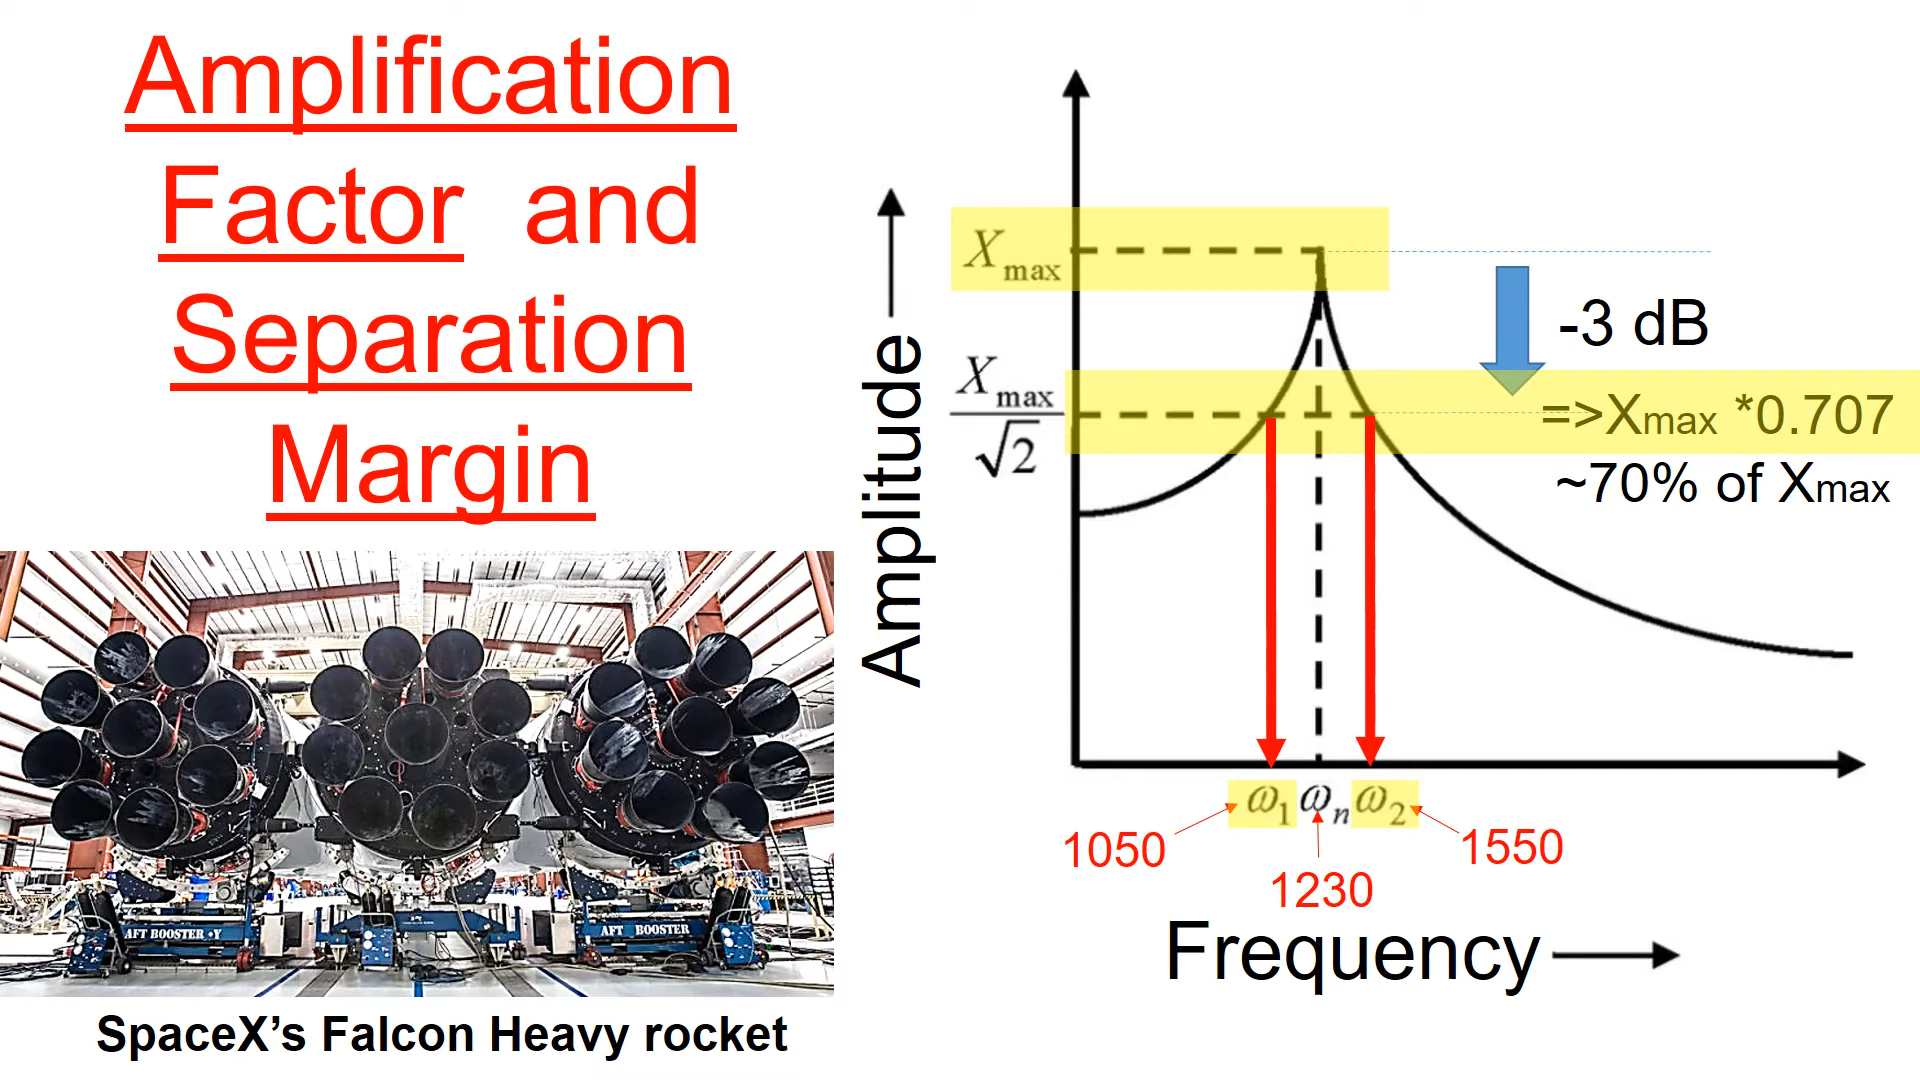 Amplification
Factor and
Separation
Margin
AFT BOOSTER +Y
AFT BOOSTER
SpaceX's Falcon Heavy rocket
Amplitude
Xmax
Xmax
√2
-3 dB
=>Xmax *0.707
~70% of Xmax
ω1 ωn ω2
1050
1230
1550
Frequency